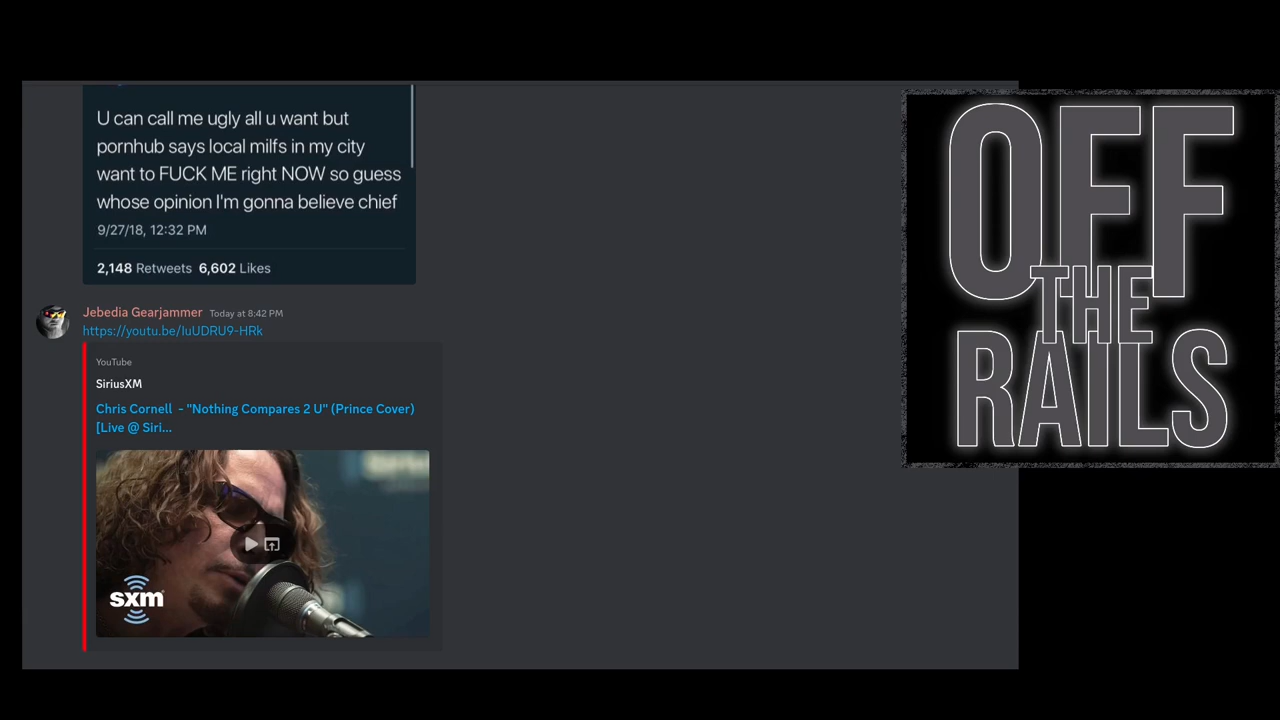 U can call me ugly all u want but
pornhub says local milfs in my city
want to FUCK ME right NOW so guess
whose opinion I'm gonna believe chief
9/27/18, 12:32 PM
2,148 Retweets 6,602 Likes
Jebedia Gearjammer Today at 8:42 PM
https://youtu.be/IuUDRU9-HRk
YouTube
SiriusXM
Chris Cornell - "Nothing Compares 2 U" (Prince Cover)
[Live @ Siri...
sxm
OFF
THE
RAILS